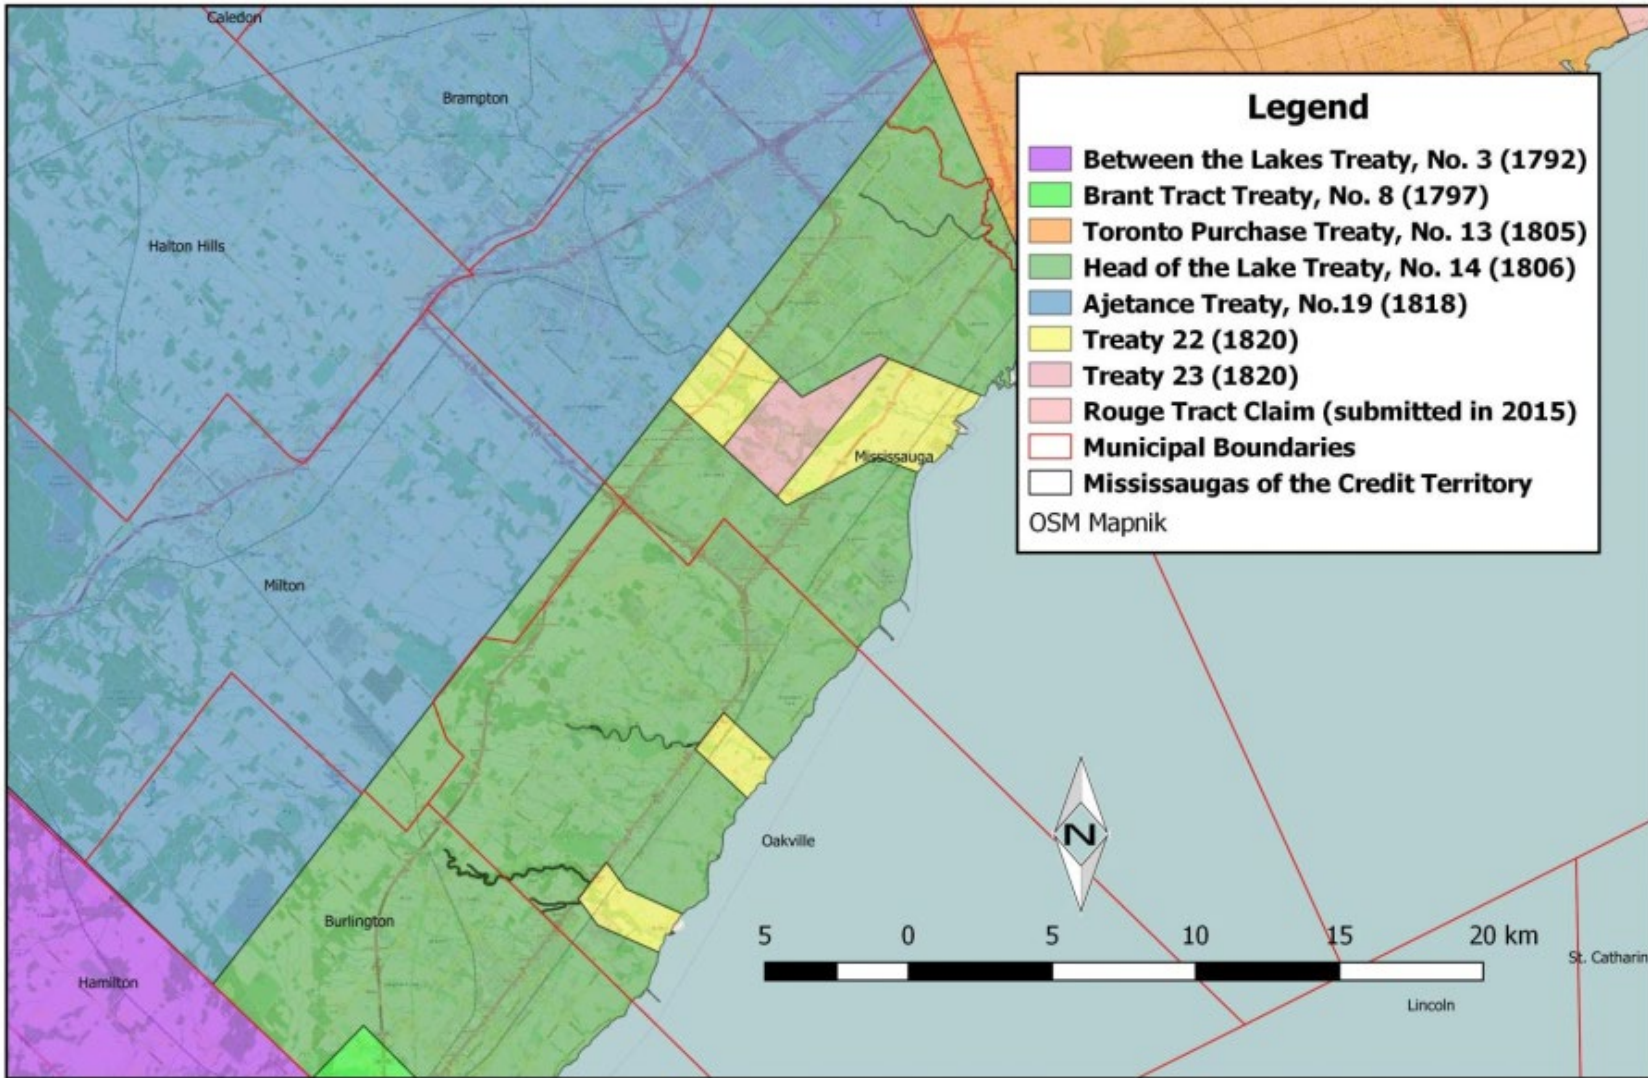 Caledon
Brampton
Halton Hills
Legend
Between the Lakes Treaty, No. 3 (1792)
Brant Tract Treaty, No. 8 (1797)
Toronto Purchase Treaty, No. 13 (1805)
Head of the Lake Treaty, No. 14 (1806)
Ajetance Treaty, No.19 (1818)
Treaty 22 (1820)
Treaty 23 (1820)
Rouge Tract Claim (submitted in 2015)
Municipal Boundaries
Mississaugas of the Credit Territory
OSM Mapnik
Mississauga
Milton
Oakville
N
Burlington
5 0 5 10 15 20 km
St. Catharin
Hamilton
Lincoln